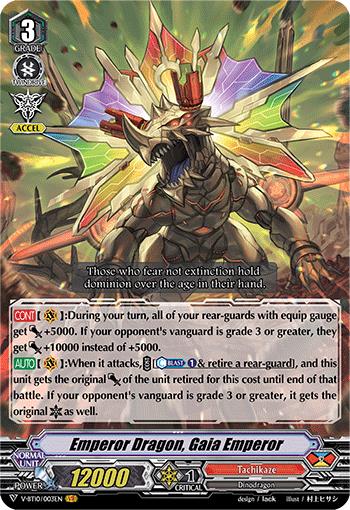 3
GRADE
TWINDRIVE
ACCEL
Those who fear not extinction hold
dominion over the age in their hand.
CONT [ ]:During your turn, all of your rear-guards with equip gauge
get +5000. If your opponent's vanguard is grade 3 or greater, they
get +10000 instead of +5000.
AUTO [ ]:When it attacks, [ BLAST 1 & retire a rear-guard], and this
unit gets the original of the unit retired for this cost until end of that
battle. If your opponent's vanguard is grade 3 or greater, it gets the
original as well.
NORMAL
UNIT
Emperor Dragon, Gaia Emperor
POWER
12000
1
CRITICAL
Tachikaze
Dinodragon
V-BT10/003EN
design / lack illust / 村上ヒサシ